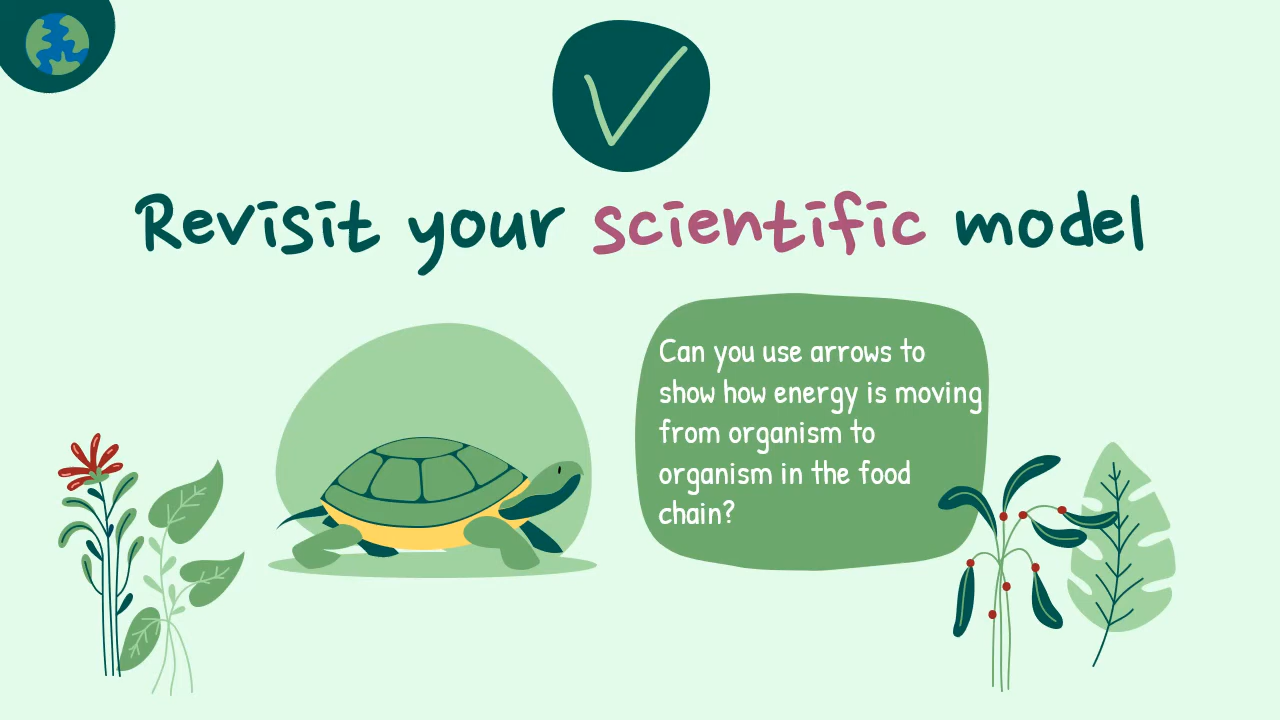 Revisit your scientific model
Can you use arrows to
show how energy is moving
from organism to
organism in the food
chain?